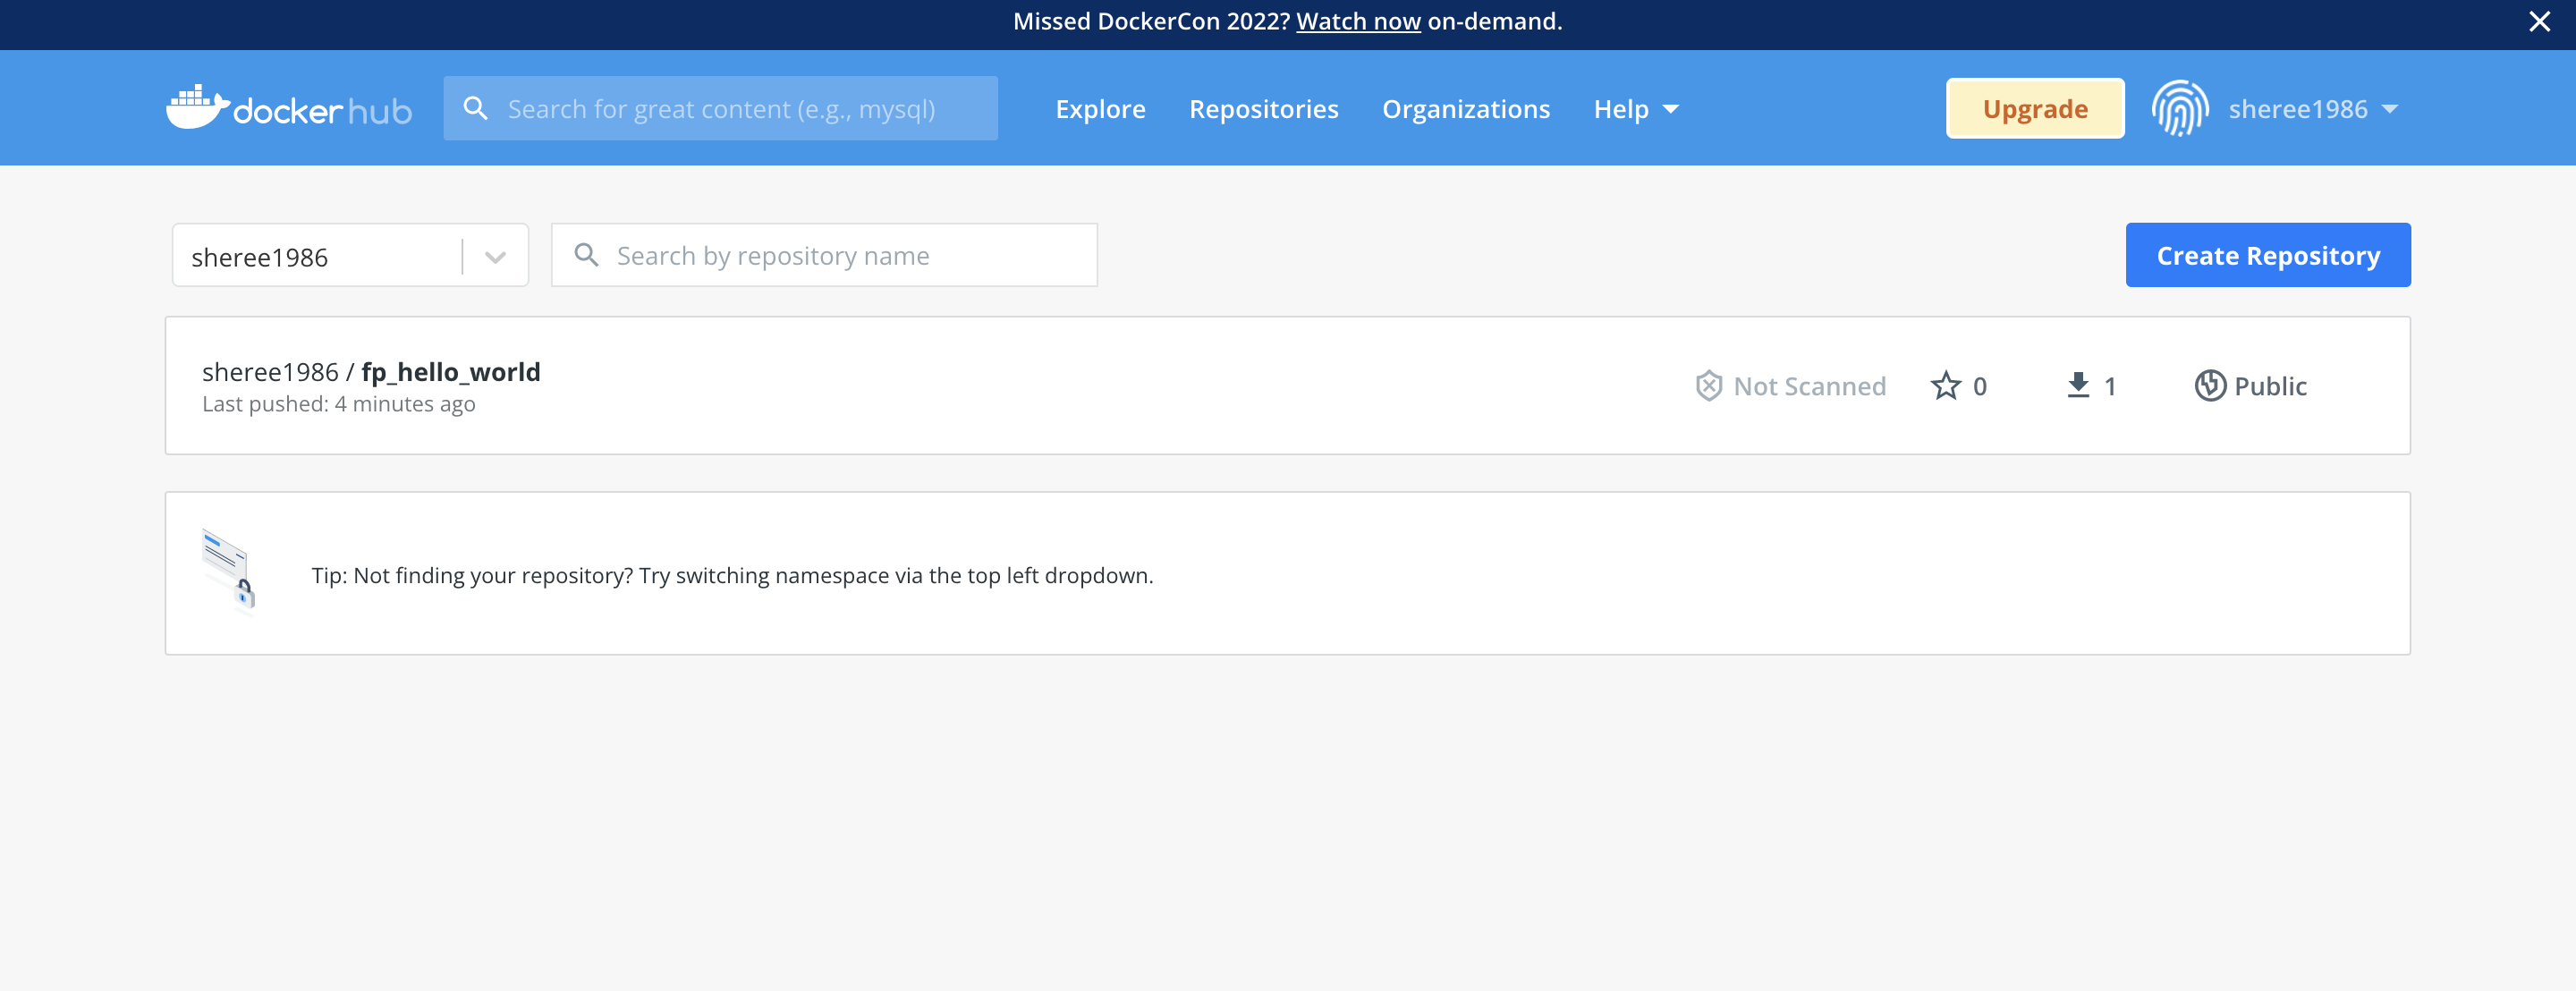 Missed DockerCon 2022? Watch now on-demand.
docker hub
Search for great content (e.g., mysql)
Explore
Repositories
Organizations
Help
Upgrade
sheree1986
sheree1986
Search by repository name
Create Repository
sheree1986 / fp_hello_world
Last pushed: 4 minutes ago
Not Scanned
0
1
Public
Tip: Not finding your repository? Try switching namespace via the top left dropdown.